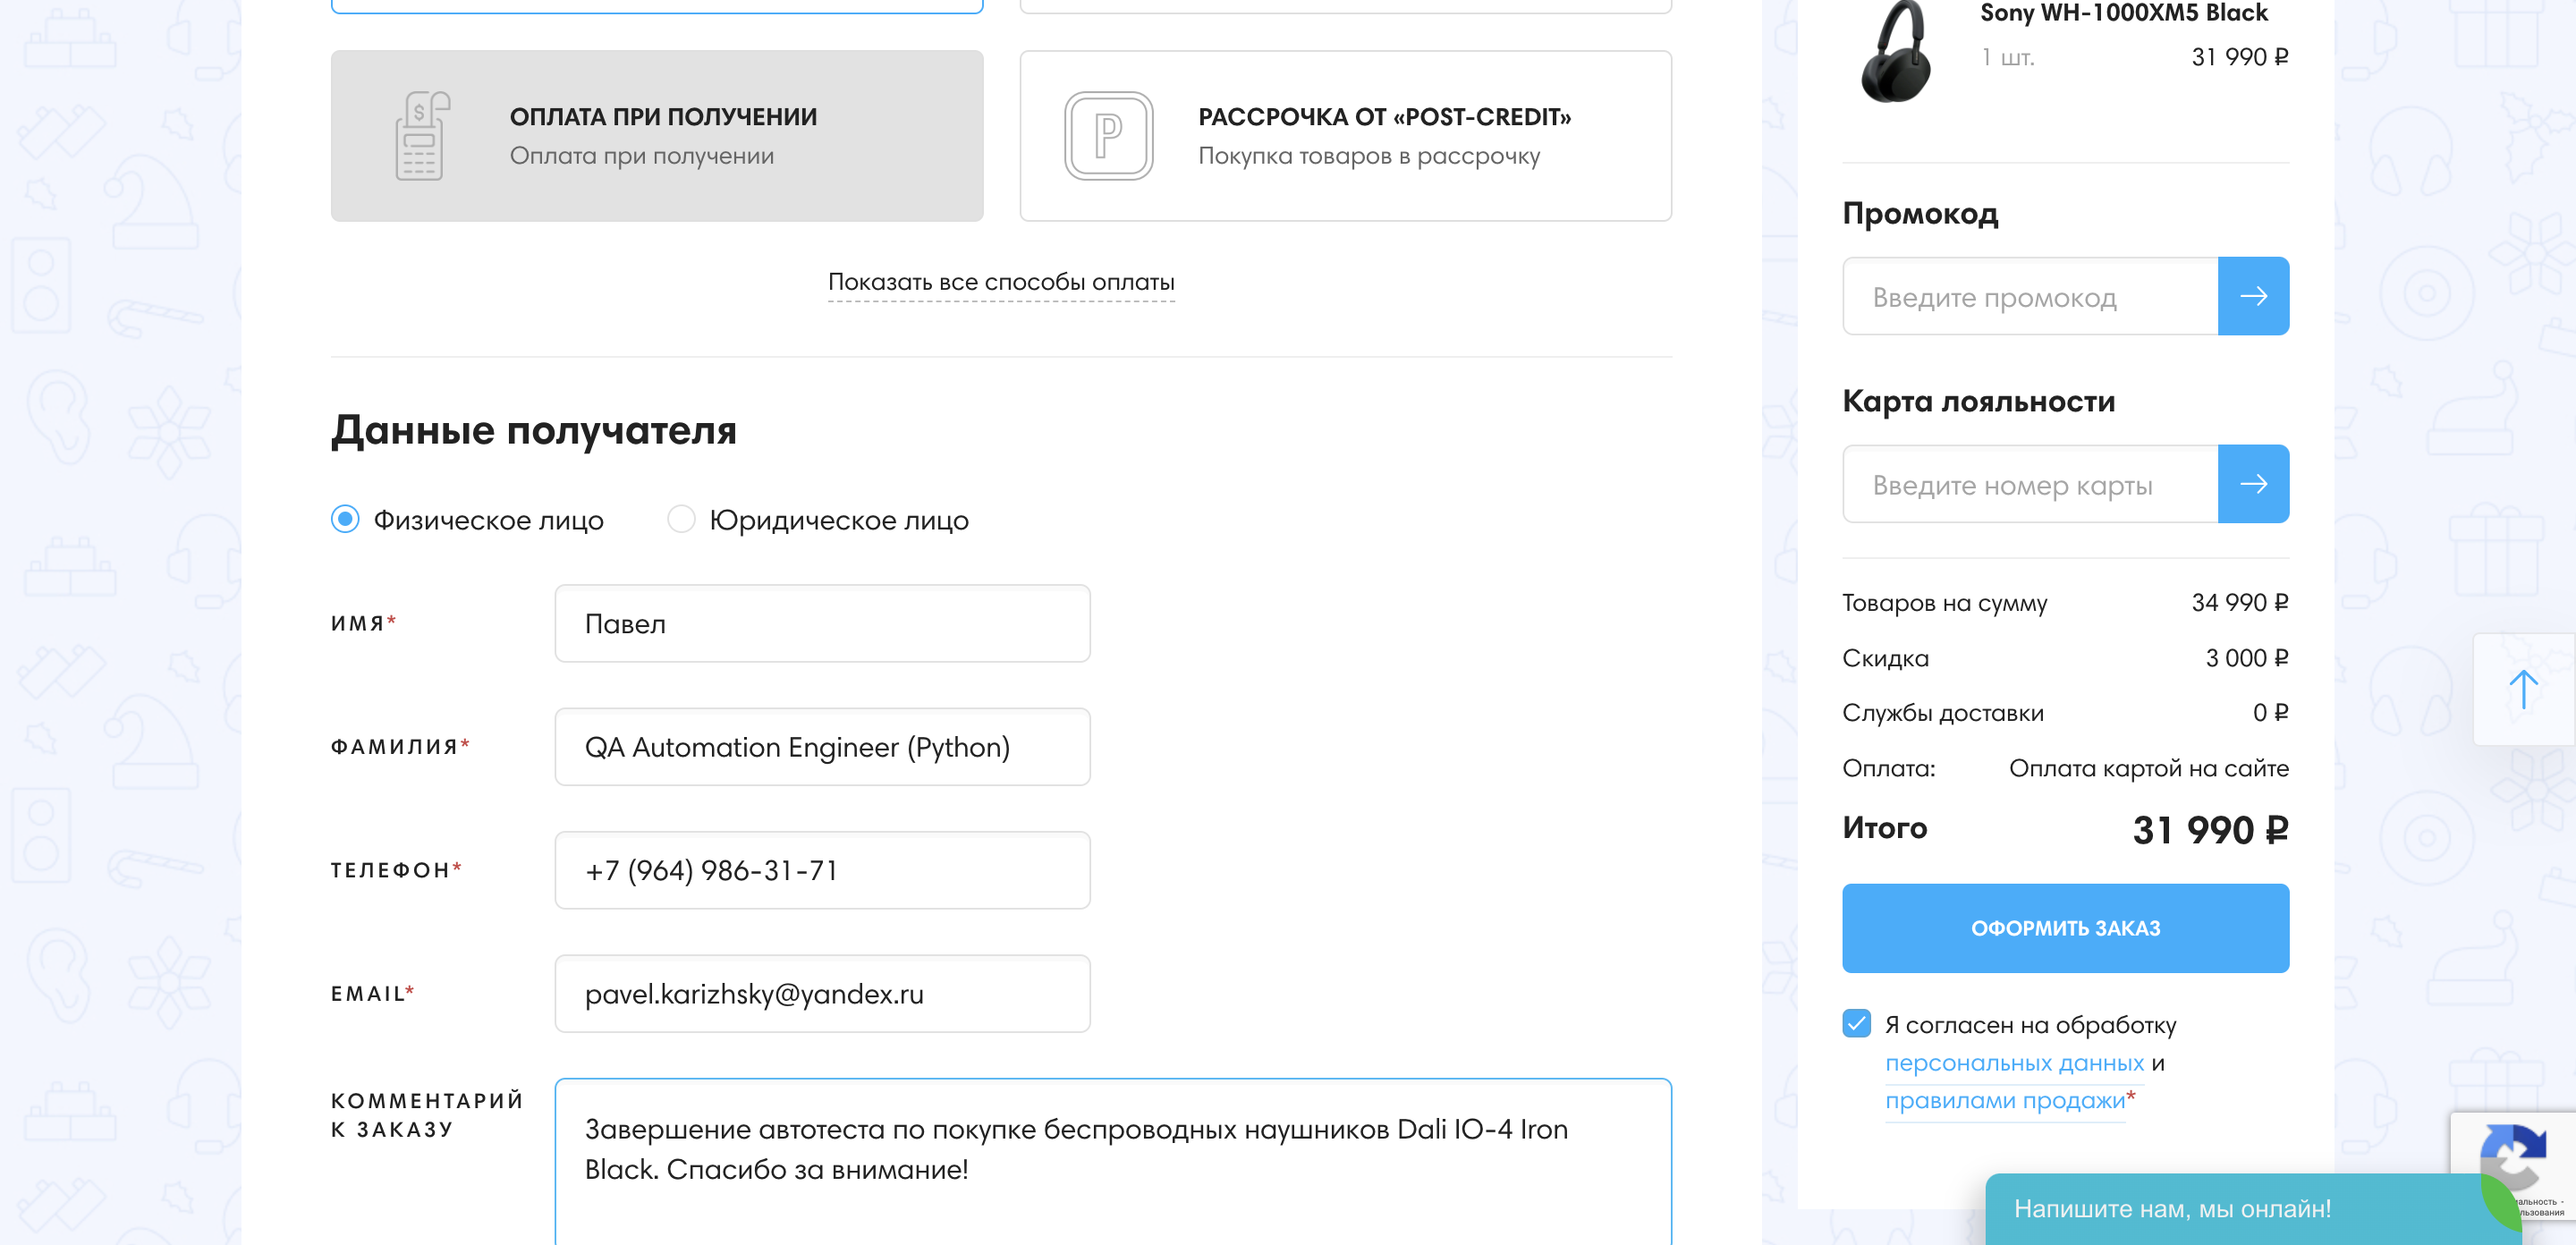 ОПЛАТА ПРИ ПОЛУЧЕНИИ
Оплата при получении
РАССРОЧКА ОТ «POST-CREDIT»
Покупка товаров в рассрочку
Показать все способы оплаты
Данные получателя
Физическое лицо
Юридическое лицо
ИМЯ*
Павел
ФАМИЛИЯ*
QA Automation Engineer (Python)
ТЕЛЕФОН*
+7 (964) 986-31-71
EMAIL*
pavel.karizhsky@yandex.ru
КОММЕНТАРИЙ
К ЗАКАЗУ
Завершение автотеста по покупке беспроводных наушников Dali IO-4 Iron
Black. Спасибо за внимание!
Sony WH-1000XM5 Black
1 шт.
31 990 ₽
Промокод
Введите промокод
Карта лояльности
Введите номер карты
Товаров на сумму
34 990 ₽
Скидка
3 000 ₽
Службы доставки
0 ₽
Оплата:
Оплата картой на сайте
Итого
31 990 ₽
ОФОРМИТЬ ЗАКАЗ
Я согласен на обработку
персональных данных и
правилами продажи*
Напишите нам, мы онлайн!